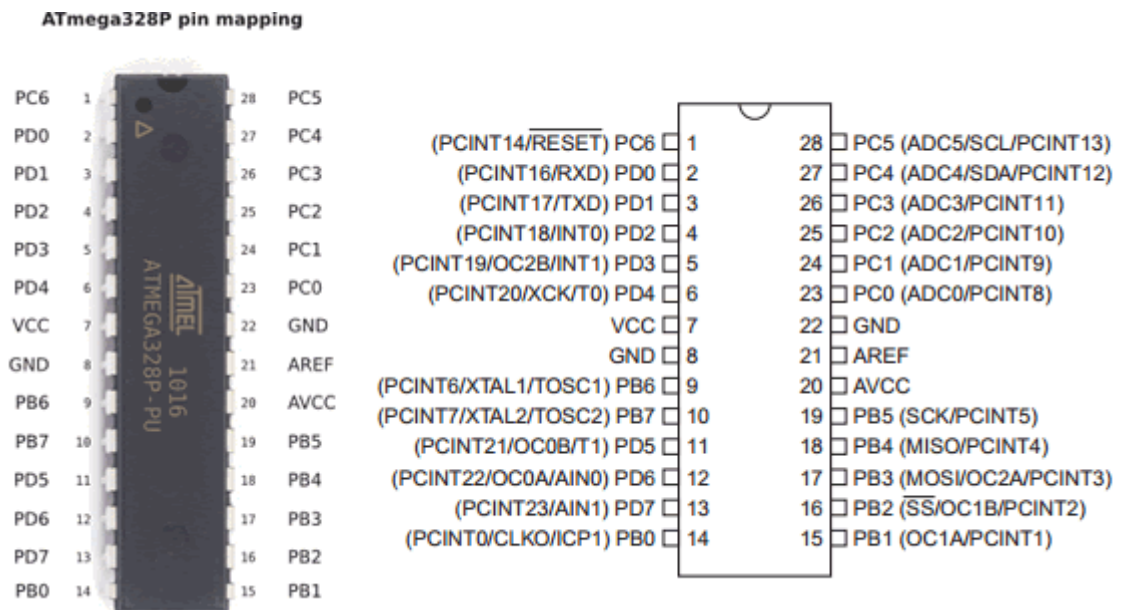 ATmega328P pin mapping
PC6 1 28 PC5
PD0 2 27 PC4
PD1 3 26 PC3
PD2 4 25 PC2
PD3 5 24 PC1
PD4 6 23 PC0
VCC 7 22 GND
GND 8 21 AREF
PB6 9 20 AVCC
PB7 10 19 PB5
PD5 11 18 PB4
PD6 12 17 PB3
PD7 13 16 PB2
PB0 14 15 PB1
ATMEL 1016
ATMEGA328P-PU
(PCINT14/RESET) PC6 1 28 PC5 (ADC5/SCL/PCINT13)
(PCINT16/RXD) PD0 2 27 PC4 (ADC4/SDA/PCINT12)
(PCINT17/TXD) PD1 3 26 PC3 (ADC3/PCINT11)
(PCINT18/INT0) PD2 4 25 PC2 (ADC2/PCINT10)
(PCINT19/OC2B/INT1) PD3 5 24 PC1 (ADC1/PCINT9)
(PCINT20/XCK/T0) PD4 6 23 PC0 (ADC0/PCINT8)
VCC 7 22 GND
GND 8 21 AREF
(PCINT6/XTAL1/TOSC1) PB6 9 20 AVCC
(PCINT7/XTAL2/TOSC2) PB7 10 19 PB5 (SCK/PCINT5)
(PCINT21/OC0B/T1) PD5 11 18 PB4 (MISO/PCINT4)
(PCINT22/OC0A/AIN0) PD6 12 17 PB3 (MOSI/OC2A/PCINT3)
(PCINT23/AIN1) PD7 13 16 PB2 (SS/OC1B/PCINT2)
(PCINT0/CLKO/ICP1) PB0 14 15 PB1 (OC1A/PCINT1)